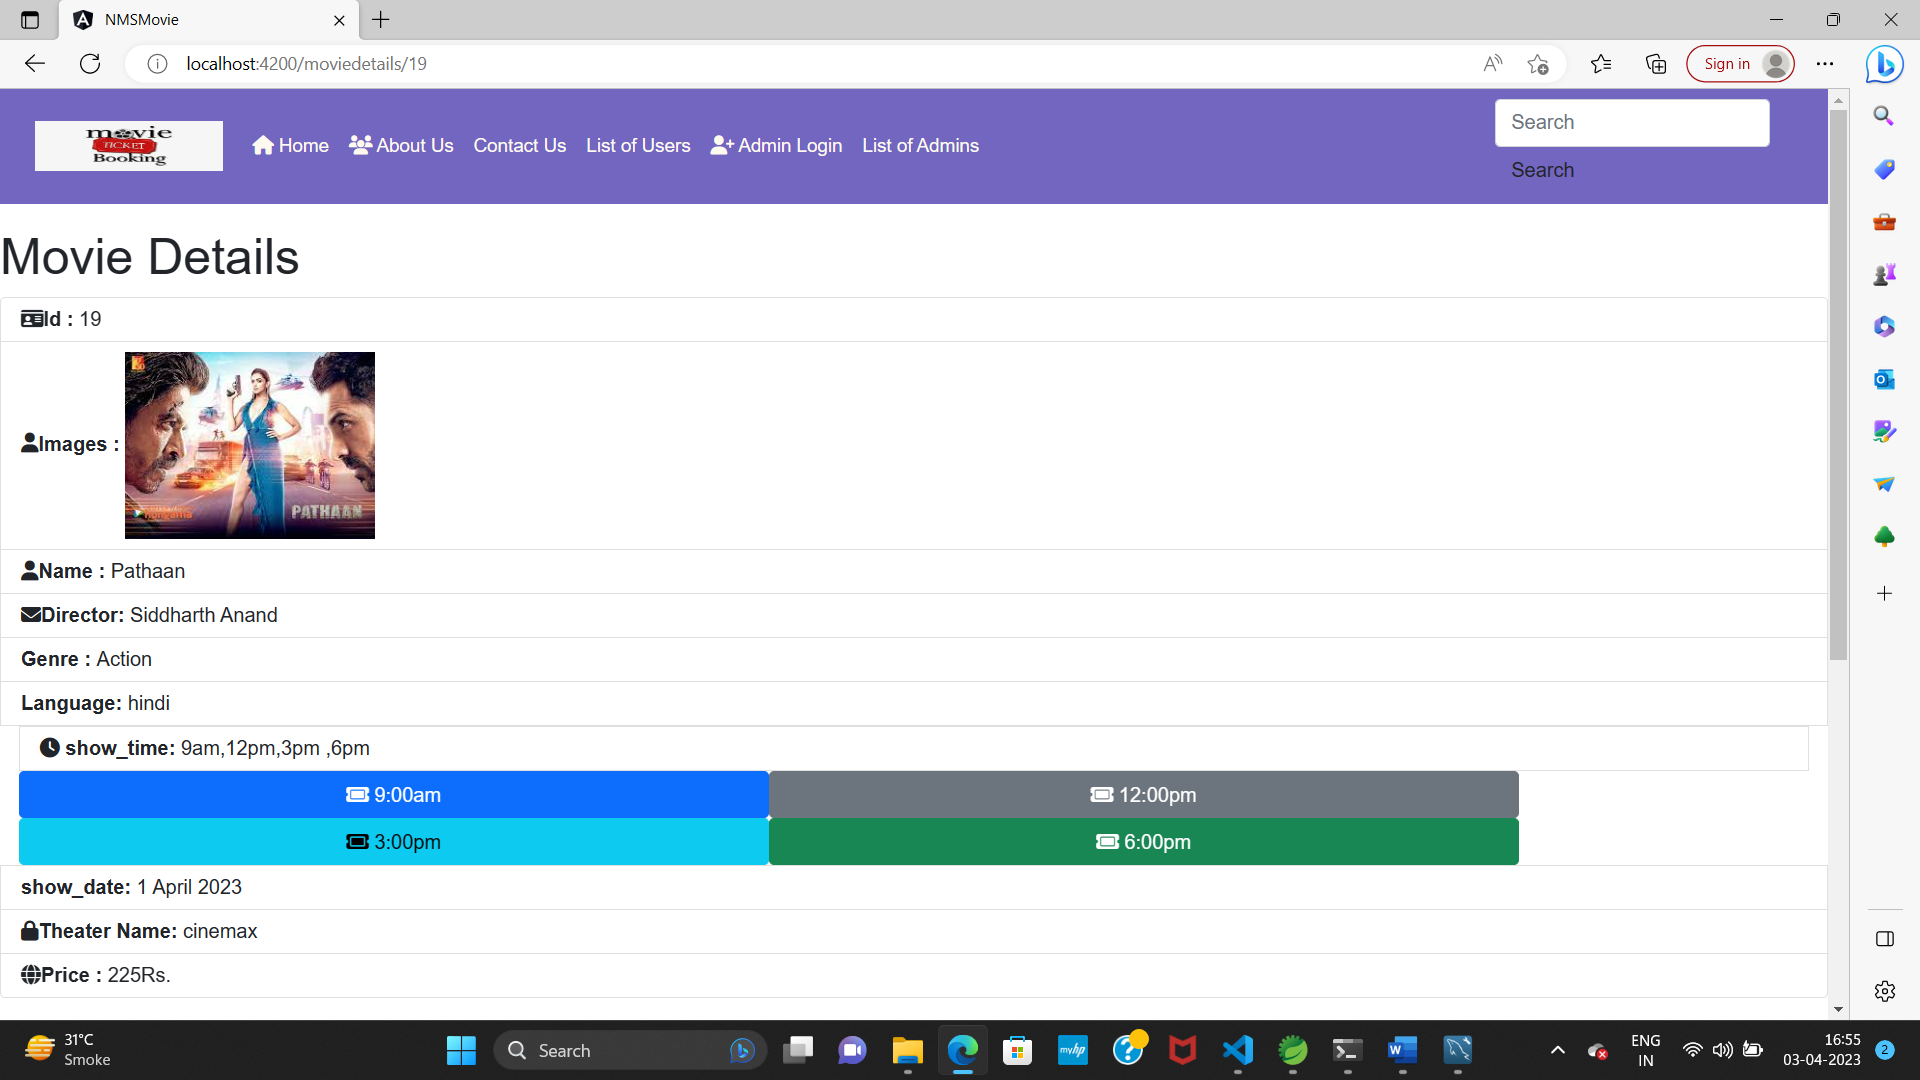 NMSMovie
localhost:4200/moviedetails/19
Sign in
movie
TICKET
Booking
Home About Us Contact Us List of Users Admin Login List of Admins
Search
Search
Movie Details
Id : 19
Images :
PATHAAN
Name : Pathaan
Director: Siddharth Anand
Genre : Action
Language: hindi
show_time: 9am,12pm,3pm ,6pm
9:00am 12:00pm
3:00pm 6:00pm
show_date: 1 April 2023
Theater Name: cinemax
Price : 225Rs.
31°C
Smoke
Search
myhp
ENG
IN
16:55
03-04-2023
2